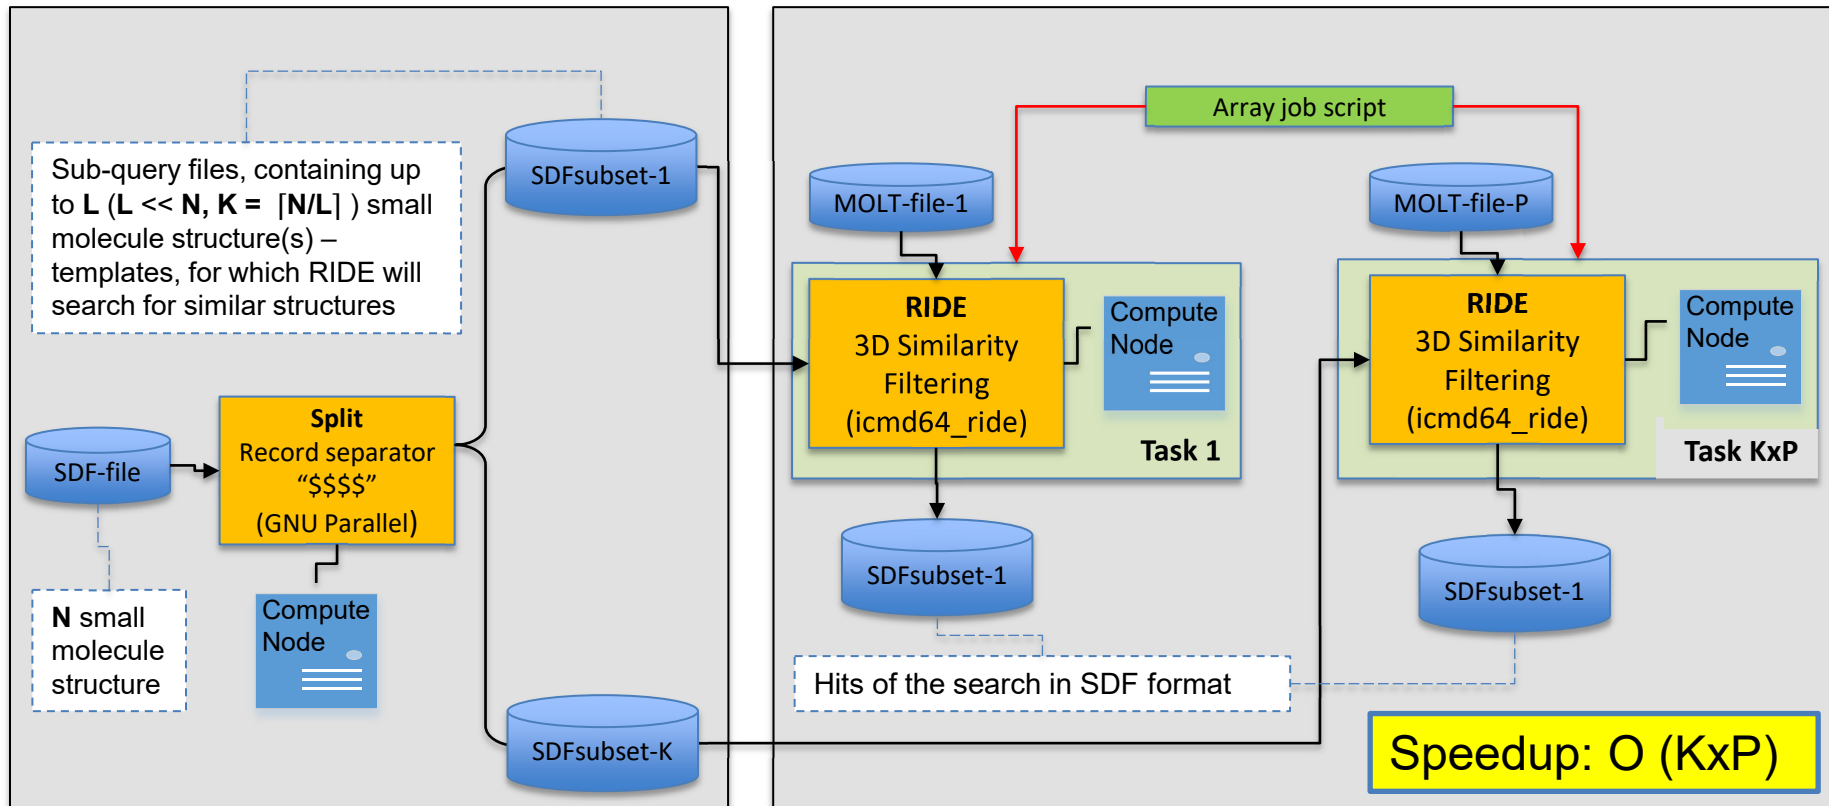 Sub-query files, containing up
to L (L << N, K = ⌈N/L⌉ ) small
molecule structure(s) –
templates, for which RIDE will
search for similar structures
SDFsubset-1
SDF-file
Split
Record separator
“$$$$”
(GNU Parallel)
N small
molecule
structure
Compute
Node
SDFsubset-K
Array job script
MOLT-file-1
RIDE
3D Similarity
Filtering
(icmd64_ride)
Compute
Node
Task 1
SDFsubset-1
MOLT-file-P
RIDE
3D Similarity
Filtering
(icmd64_ride)
Compute
Node
Task KxP
SDFsubset-1
Hits of the search in SDF format
Speedup: O (KxP)